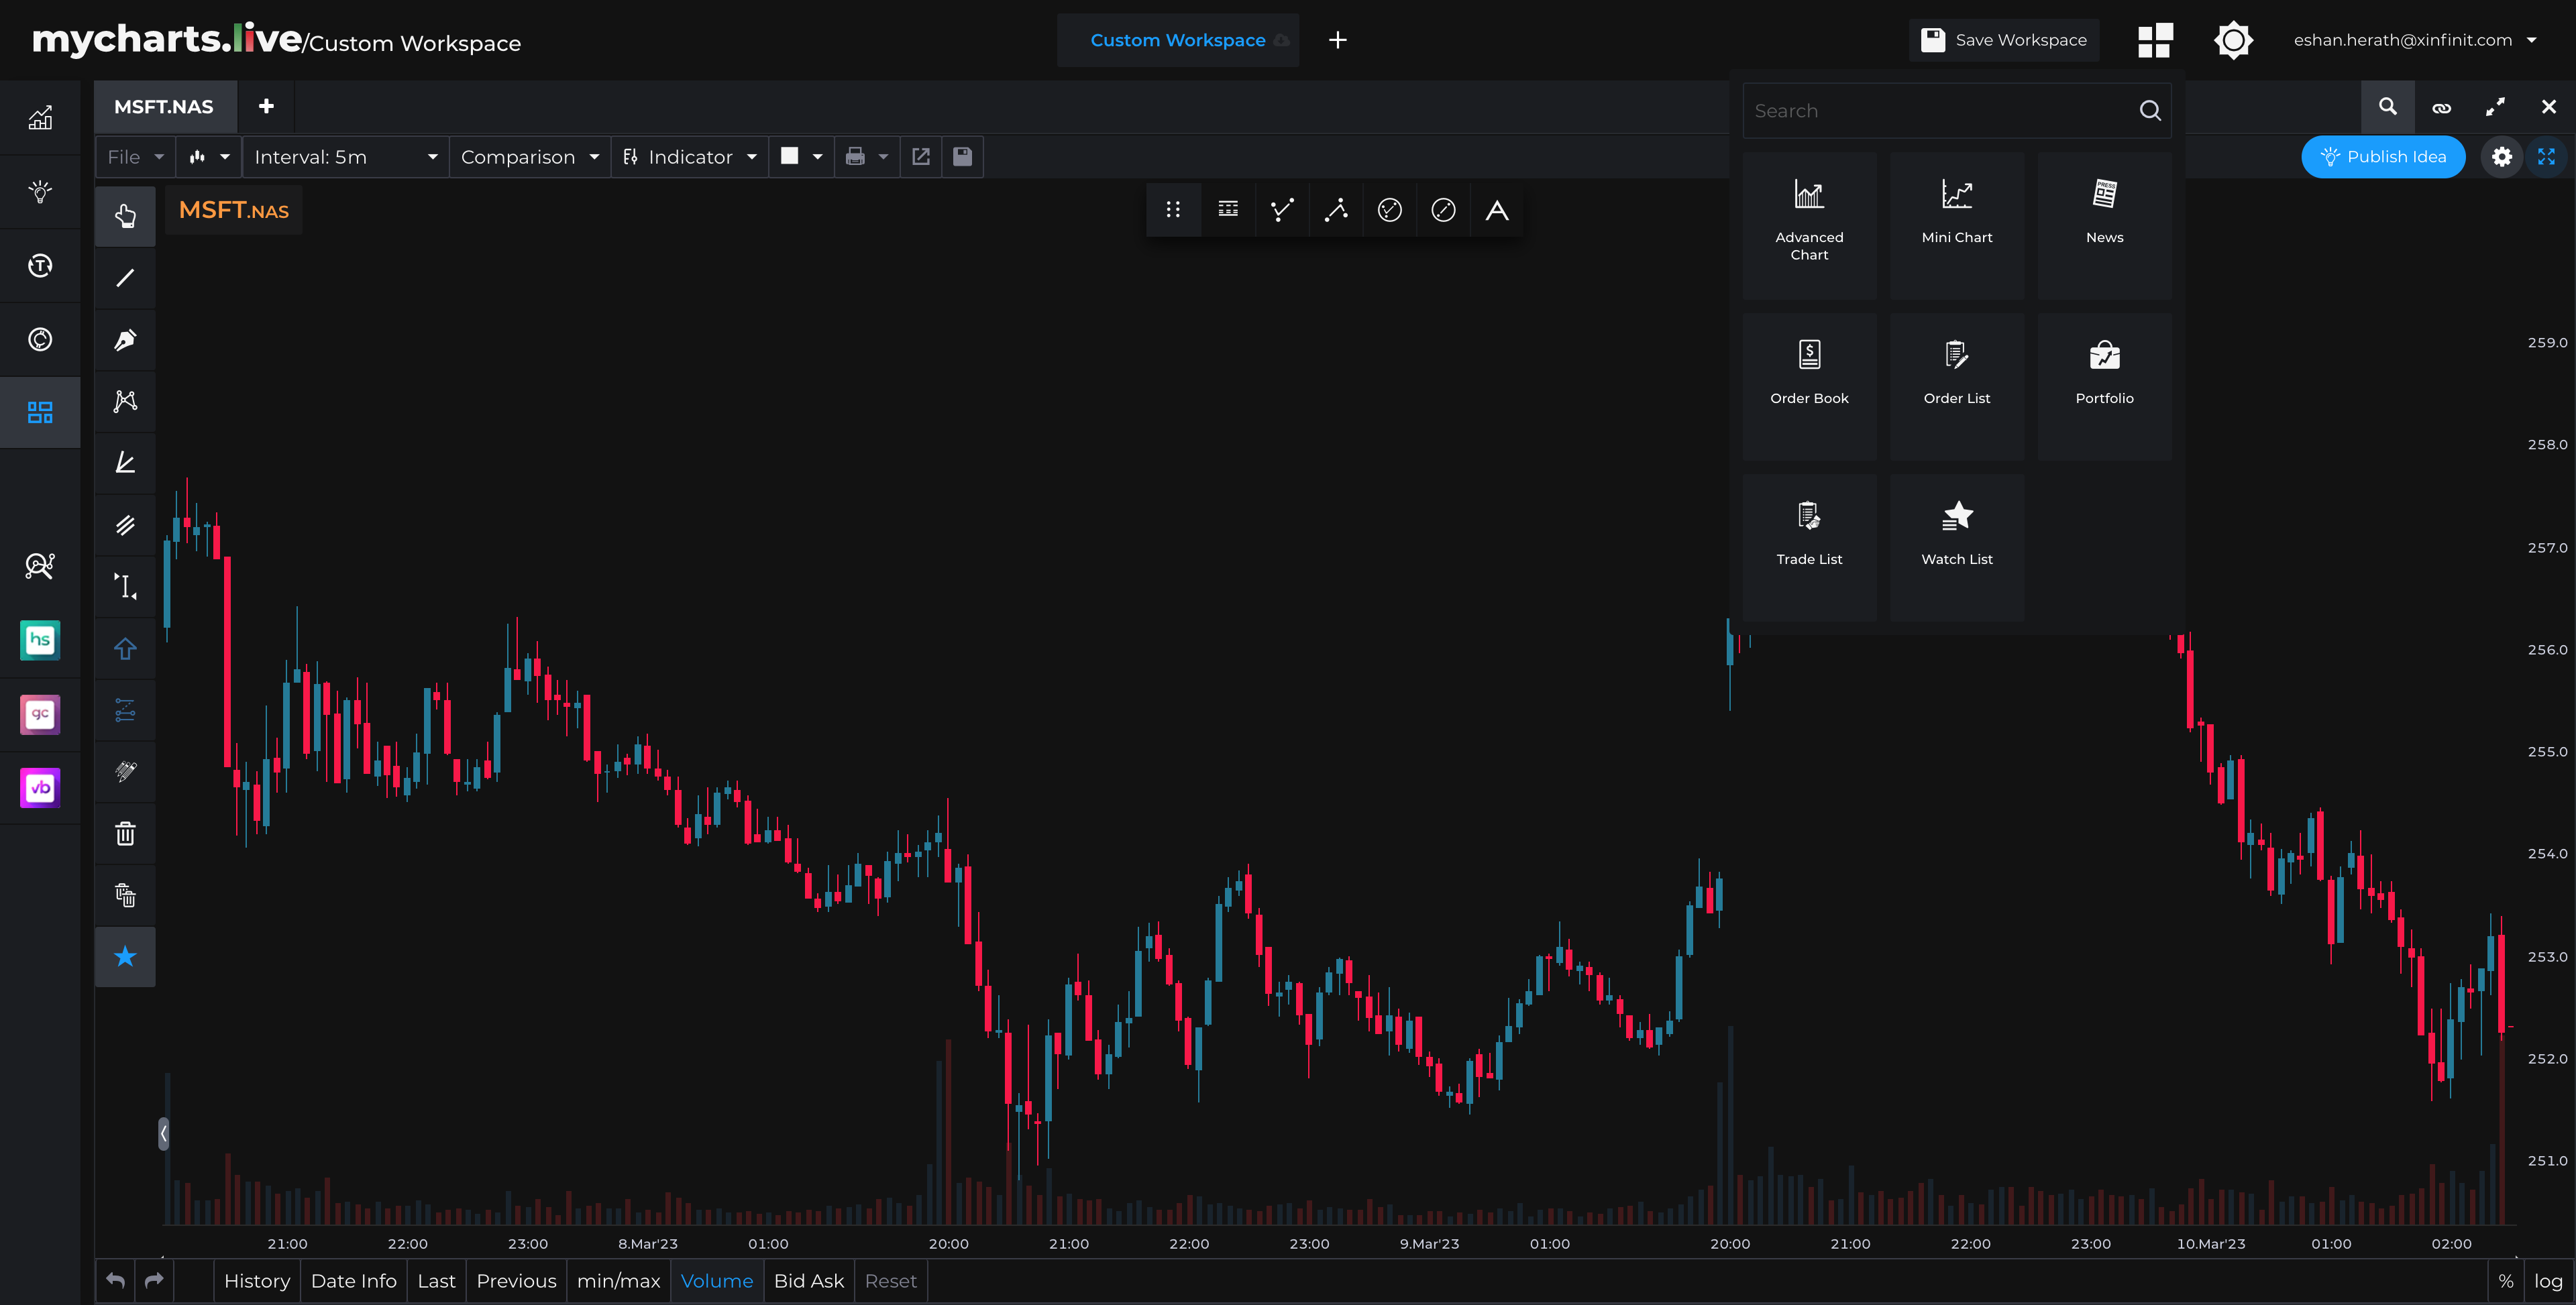 mycharts.live/Custom Workspace
Custom Workspace
Save Workspace
eshan.herath@xinfinit.com
MSFT.NAS
Search
File
Interval: 5m
Comparison
Indicator
Publish Idea
MSFT.NAS
Advanced
Chart
Mini Chart
News
Order Book
Order List
Portfolio
Trade List
Watch List
hs
gc
vb
259.0
258.0
257.0
256.0
255.0
254.0
253.0
252.0
251.0
21:00 22:00 23:00 8.Mar'23 01:00 20:00 21:00 22:00 23:00 9.Mar'23 01:00 20:00 21:00 22:00 23:00 10.Mar'23 01:00 02:00
History Date Info Last Previous min/max Volume Bid Ask Reset % log